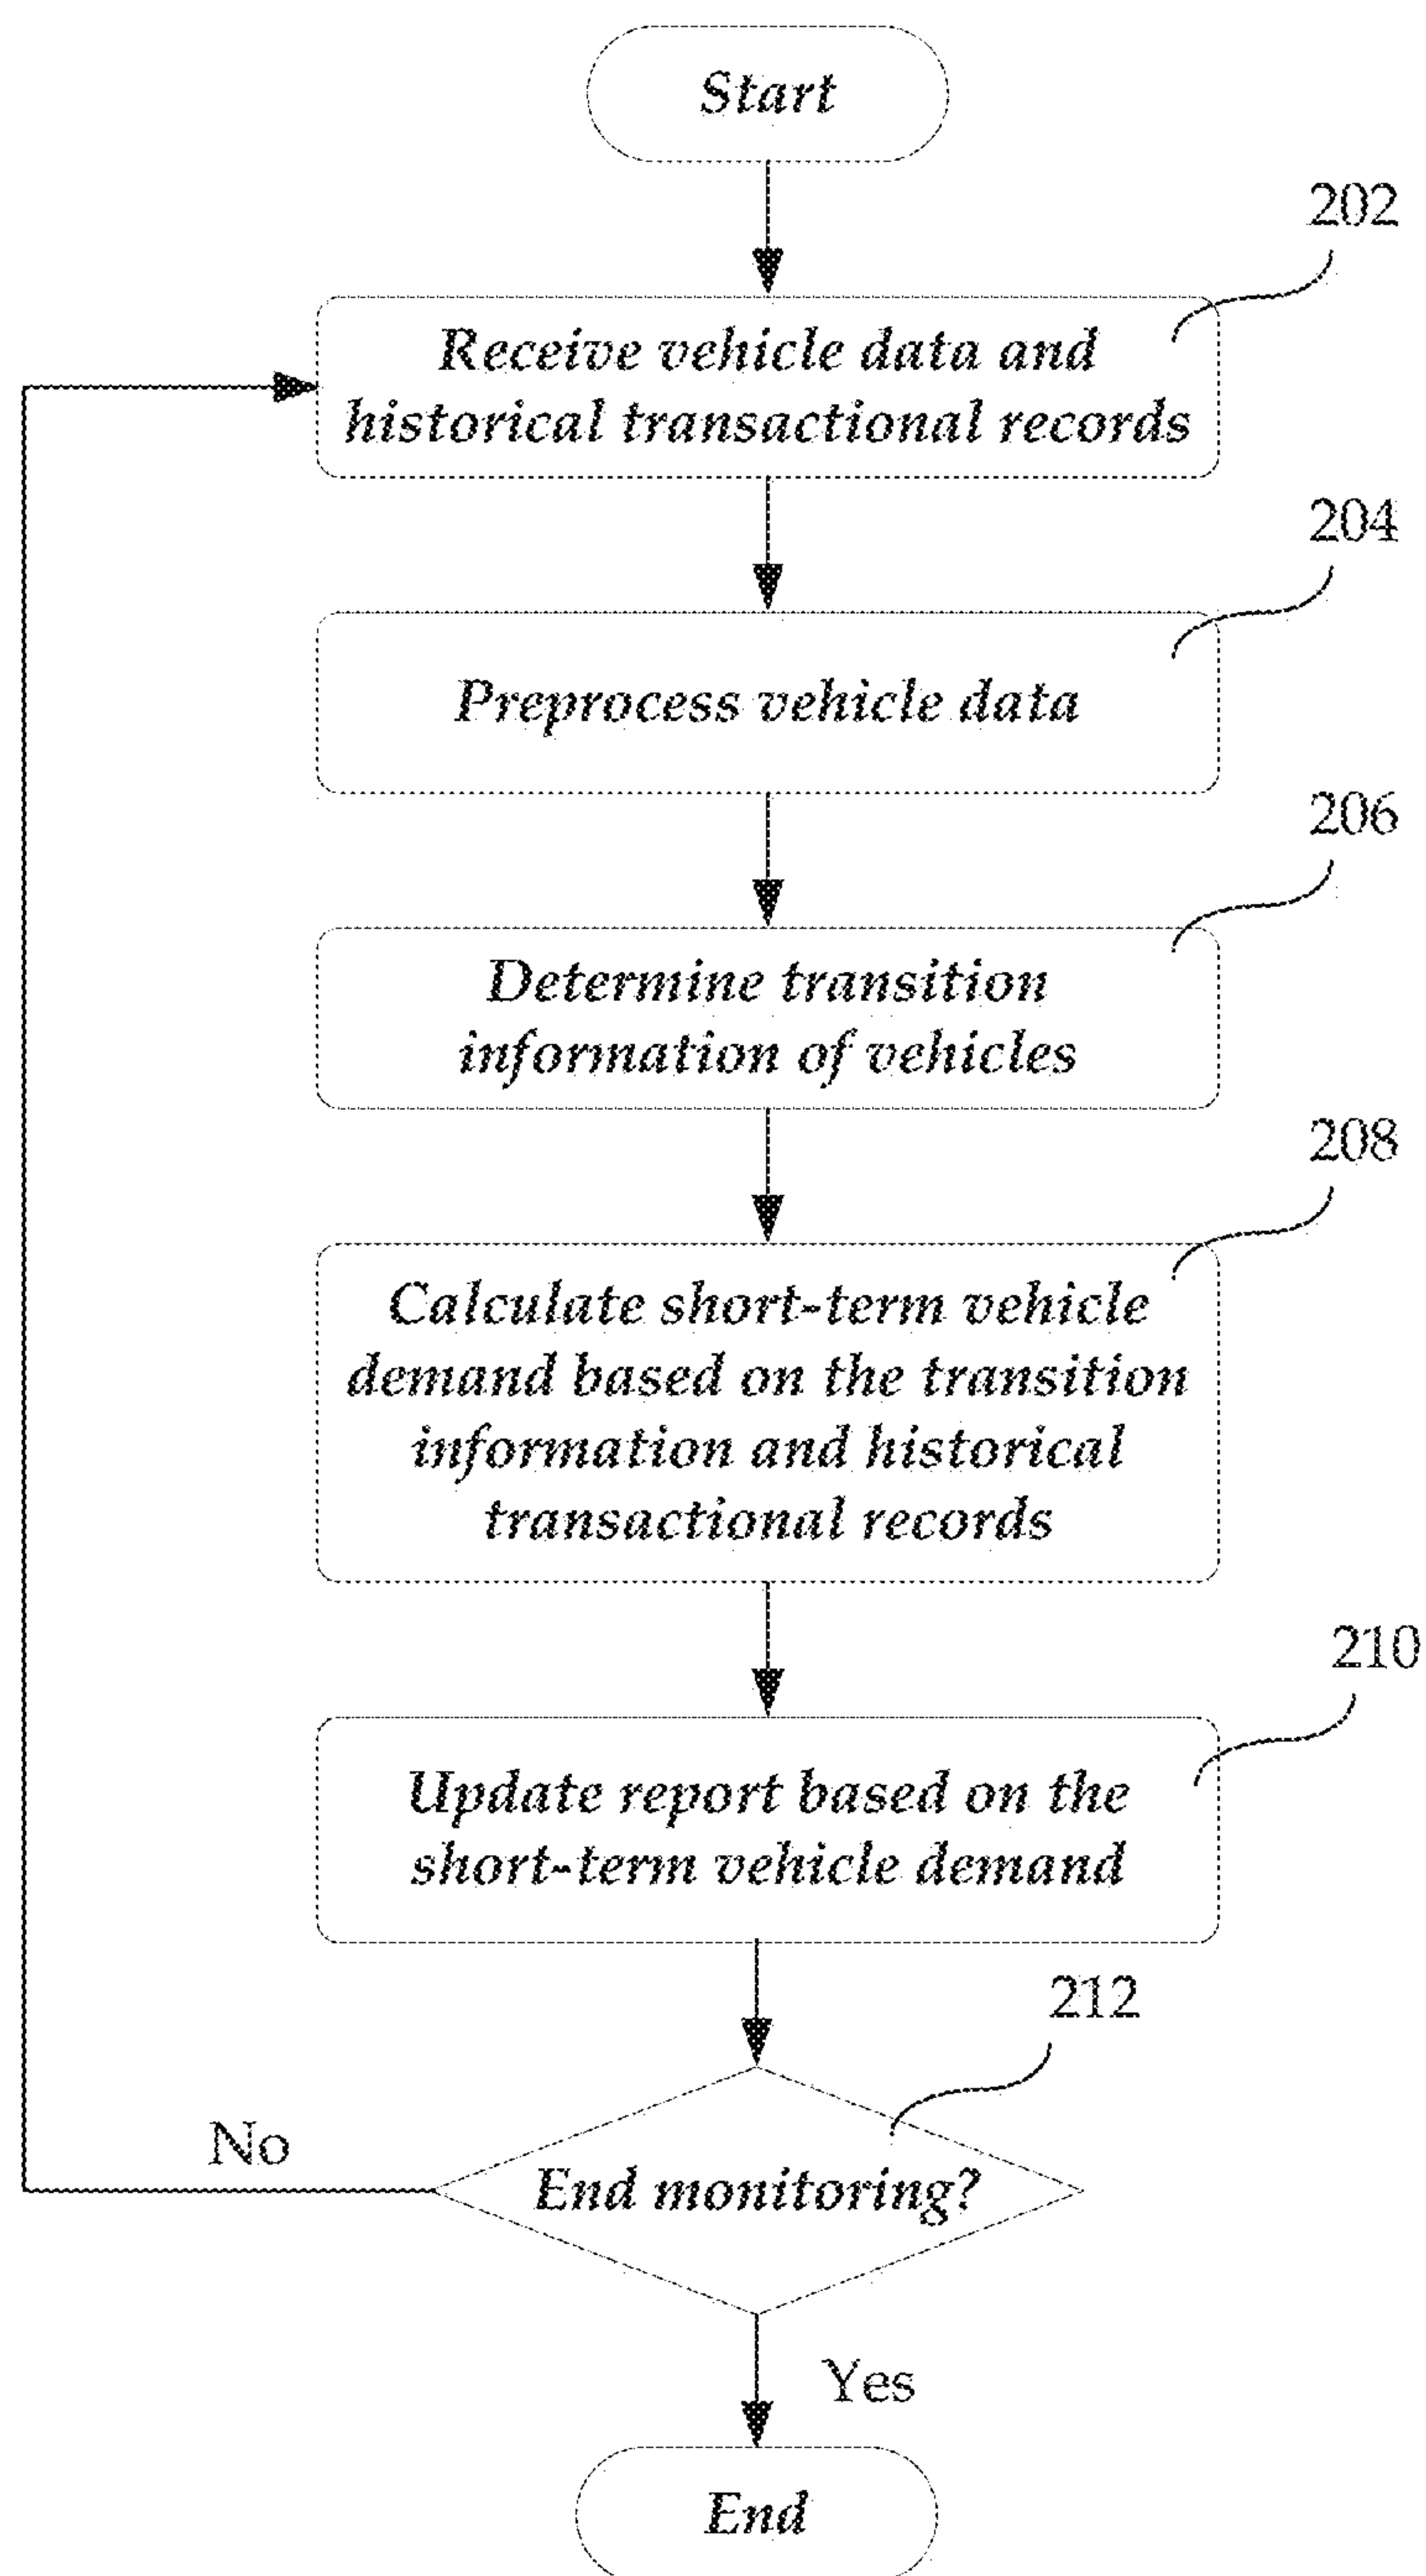 Start
202
Receive vehicle data and
historical transactional records
204
Preprocess vehicle data
206
Determine transition
information of vehicles
208
Calculate short-term vehicle
demand based on the transition
information and historical
transactional records
210
Update report based on the
short-term vehicle demand
212
No
End monitoring?
Yes
End